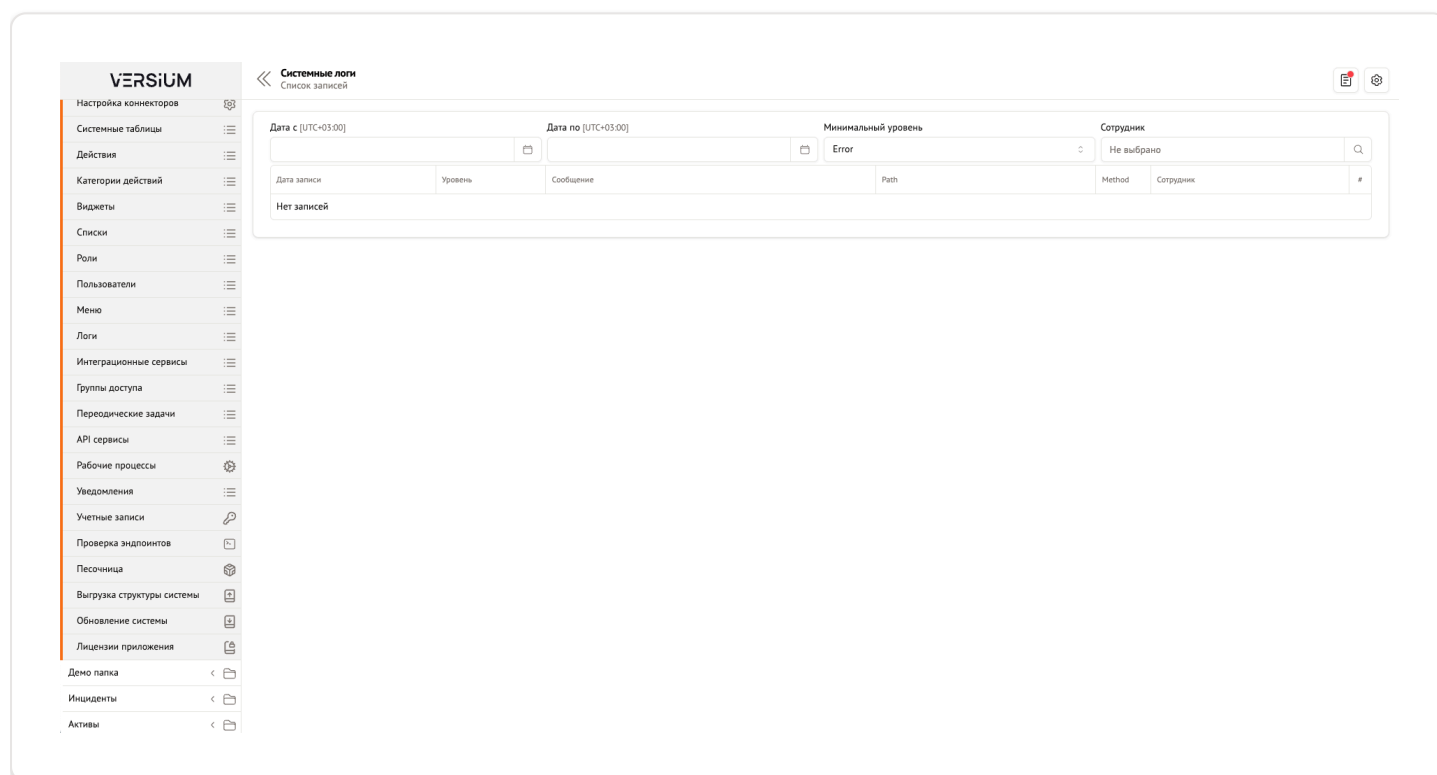 VERSIUM
Настройка коннекторов
Системные таблицы
Действия
Категории действий
Виджеты
Списки
Роли
Пользователи
Меню
Логи
Интеграционные сервисы
Группы доступа
Переодические задачи
API сервисы
Рабочие процессы
Уведомления
Учетные записи
Проверка эндпоинтов
Песочница
Выгрузка структуры системы
Обновление системы
Лицензии приложения
Демо папка
Инциденты
Активы
Системные логи
Список записей
Дата с [UTC+03:00] Дата по [UTC+03:00] Минимальный уровень Сотрудник
Error Не выбрано
Дата записи Уровень Сообщение Path Method Сотрудник #
Нет записей